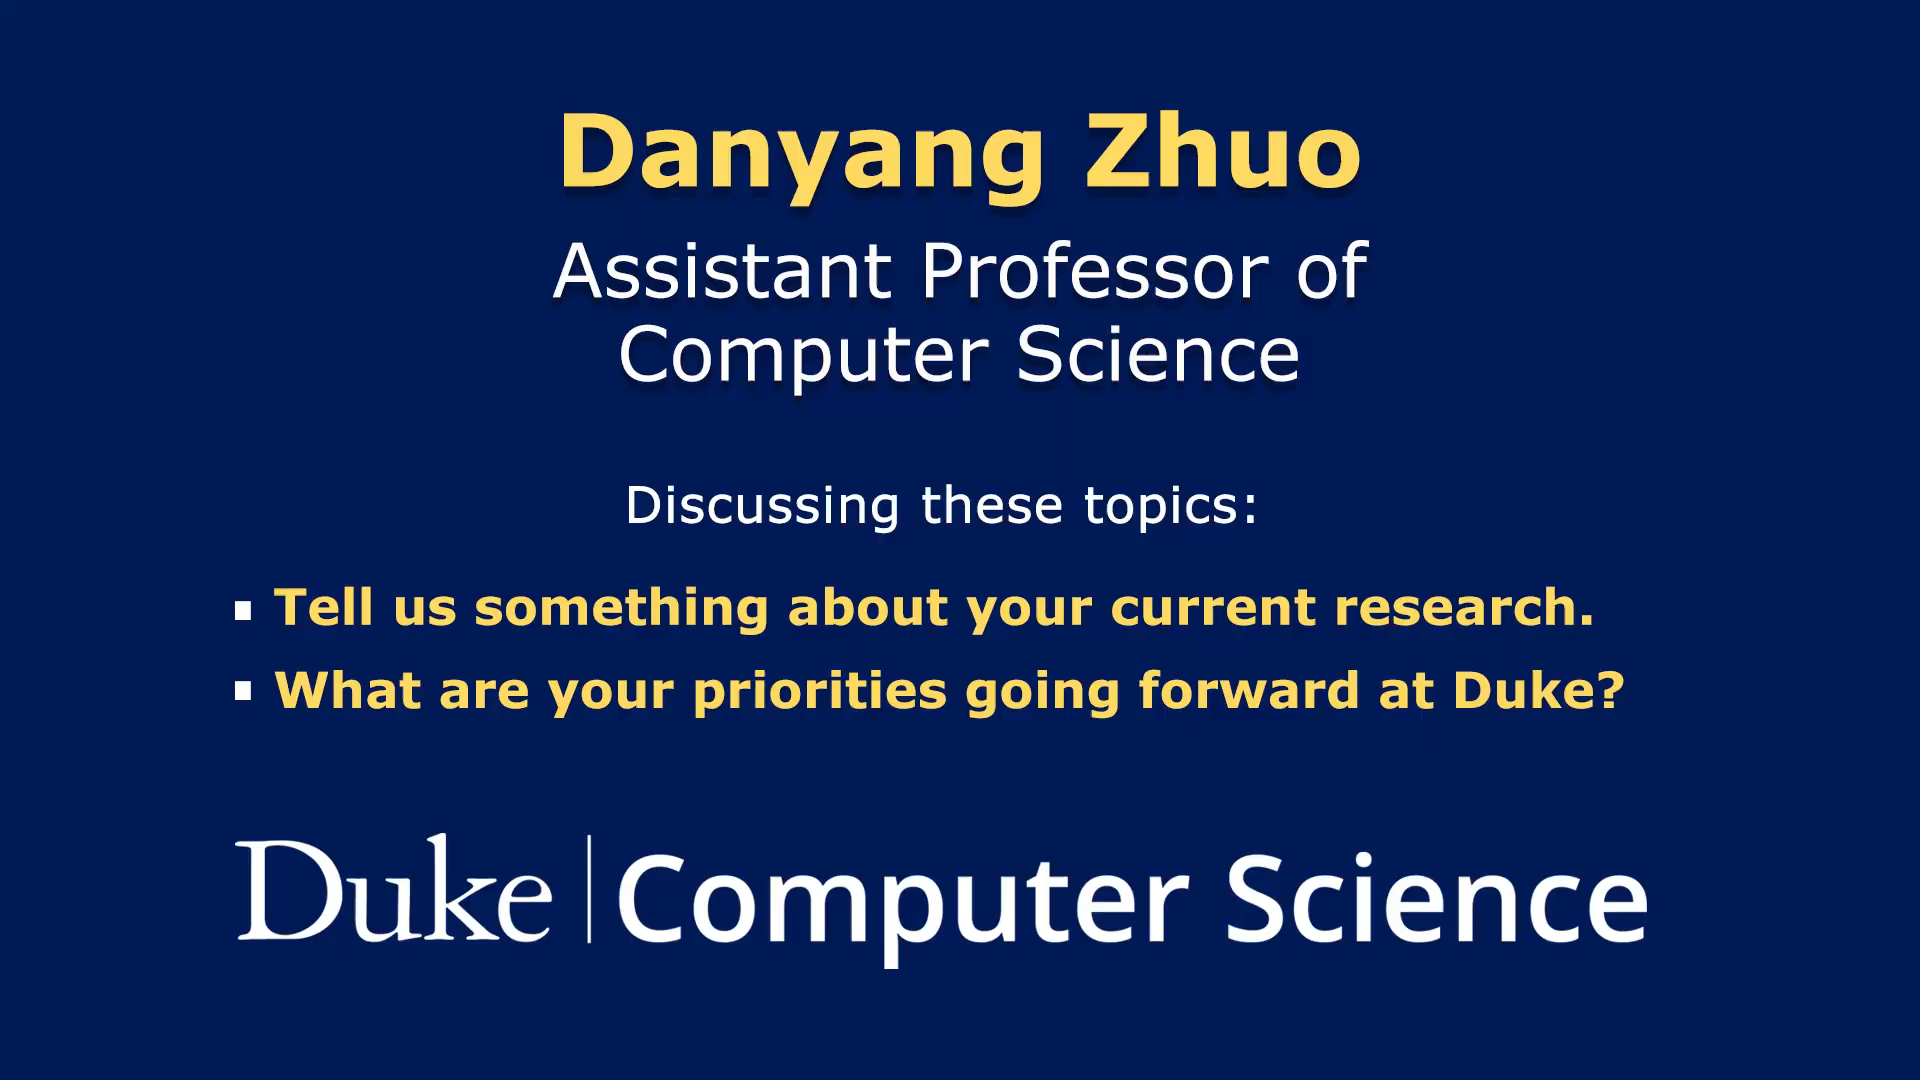 Danyang Zhuo
Assistant Professor of
Computer Science
Discussing these topics:
▪ Tell us something about your current research.
▪ What are your priorities going forward at Duke?
Duke | Computer Science